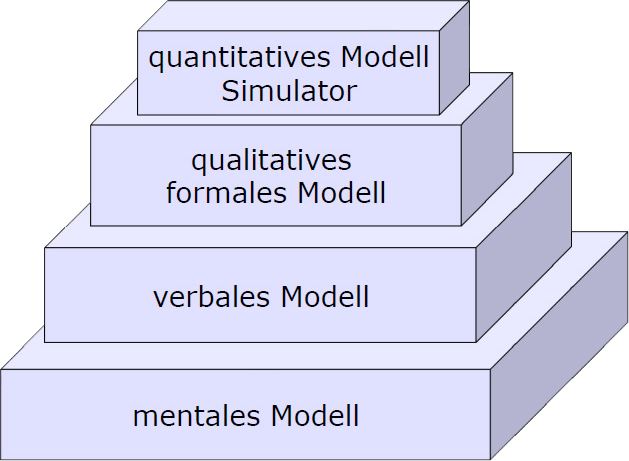 quantitatives Modell
Simulator
qualitatives
formales Modell
verbales Modell
mentales Modell